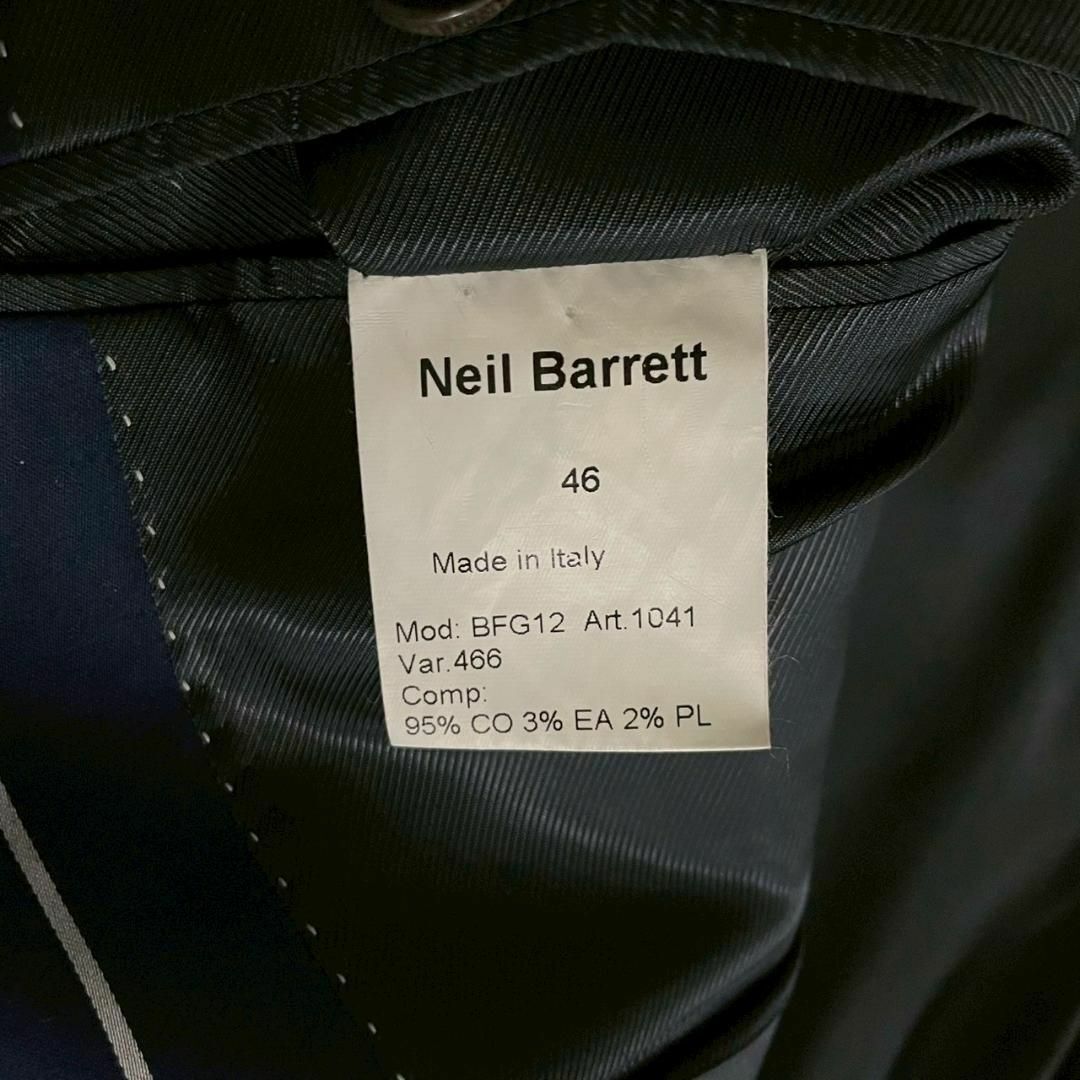 Neil Barrett
46
Made in Italy
Mod: BFG12 Art.1041
Var.466
Comp:
95% CO 3% EA 2% PL